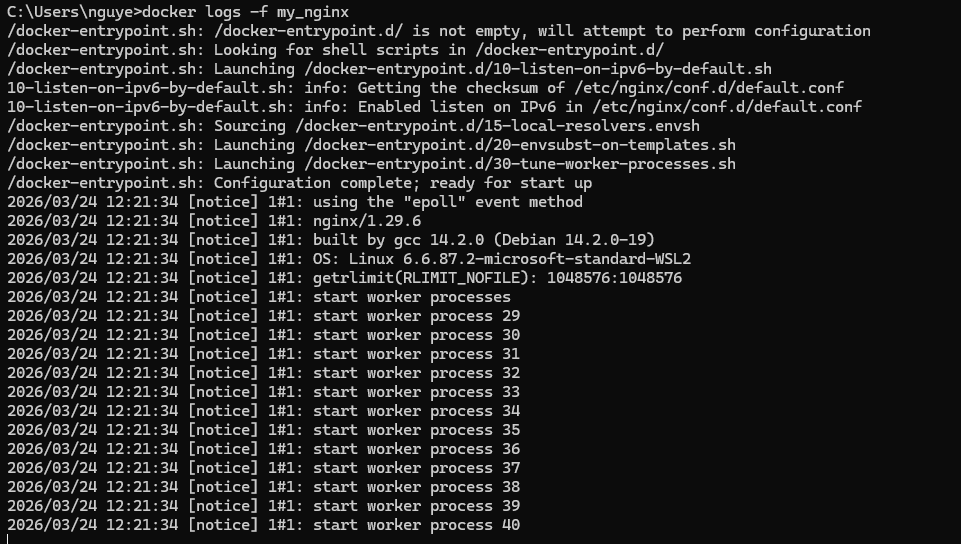 C:\Users\nguye>docker logs -f my_nginx
/docker-entrypoint.sh: /docker-entrypoint.d/ is not empty, will attempt to perform configuration
/docker-entrypoint.sh: Looking for shell scripts in /docker-entrypoint.d/
/docker-entrypoint.sh: Launching /docker-entrypoint.d/10-listen-on-ipv6-by-default.sh
10-listen-on-ipv6-by-default.sh: info: Getting the checksum of /etc/nginx/conf.d/default.conf
10-listen-on-ipv6-by-default.sh: info: Enabled listen on IPv6 in /etc/nginx/conf.d/default.conf
/docker-entrypoint.sh: Sourcing /docker-entrypoint.d/15-local-resolvers.envsh
/docker-entrypoint.sh: Launching /docker-entrypoint.d/20-envsubst-on-templates.sh
/docker-entrypoint.sh: Launching /docker-entrypoint.d/30-tune-worker-processes.sh
/docker-entrypoint.sh: Configuration complete; ready for start up
2026/03/24 12:21:34 [notice] 1#1: using the "epoll" event method
2026/03/24 12:21:34 [notice] 1#1: nginx/1.29.6
2026/03/24 12:21:34 [notice] 1#1: built by gcc 14.2.0 (Debian 14.2.0-19)
2026/03/24 12:21:34 [notice] 1#1: OS: Linux 6.6.87.2-microsoft-standard-WSL2
2026/03/24 12:21:34 [notice] 1#1: getrlimit(RLIMIT_NOFILE): 1048576:1048576
2026/03/24 12:21:34 [notice] 1#1: start worker processes
2026/03/24 12:21:34 [notice] 1#1: start worker process 29
2026/03/24 12:21:34 [notice] 1#1: start worker process 30
2026/03/24 12:21:34 [notice] 1#1: start worker process 31
2026/03/24 12:21:34 [notice] 1#1: start worker process 32
2026/03/24 12:21:34 [notice] 1#1: start worker process 33
2026/03/24 12:21:34 [notice] 1#1: start worker process 34
2026/03/24 12:21:34 [notice] 1#1: start worker process 35
2026/03/24 12:21:34 [notice] 1#1: start worker process 36
2026/03/24 12:21:34 [notice] 1#1: start worker process 37
2026/03/24 12:21:34 [notice] 1#1: start worker process 38
2026/03/24 12:21:34 [notice] 1#1: start worker process 39
2026/03/24 12:21:34 [notice] 1#1: start worker process 40